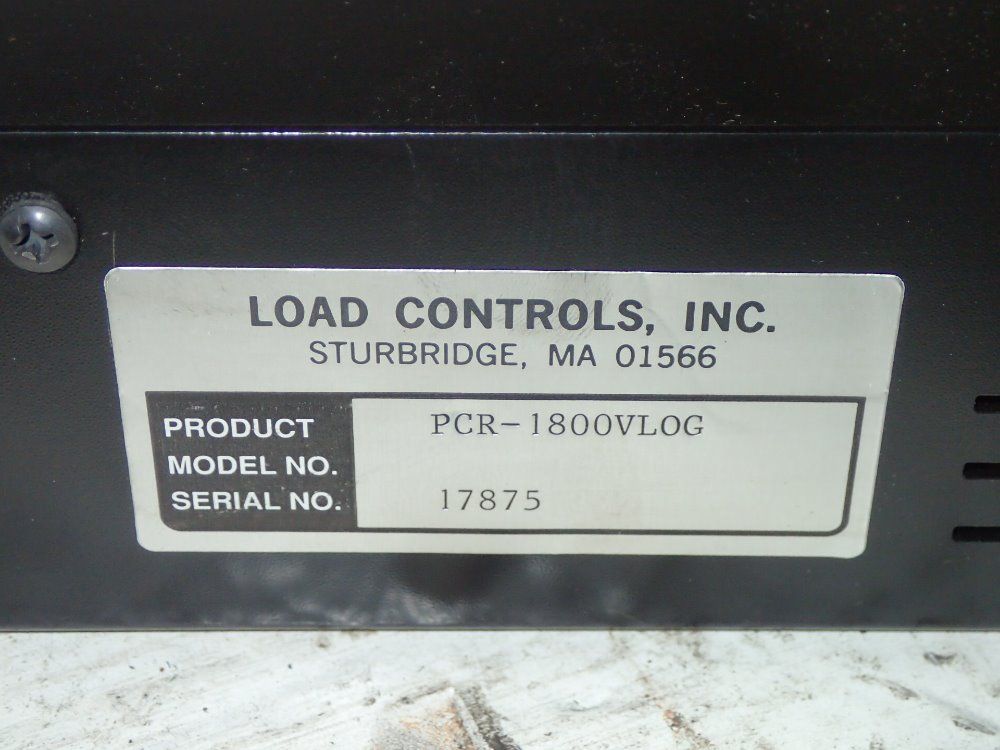 LOAD CONTROLS, INC.
STURBRIDGE, MA 01566
PRODUCT PCR-1800VLOG
MODEL NO.
SERIAL NO. 17875